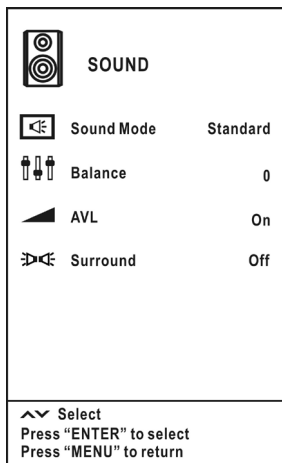 SOUND
Sound Mode Standard
Balance 0
AVL On
Surround Off
Select
Press “ENTER” to select
Press “MENU” to return